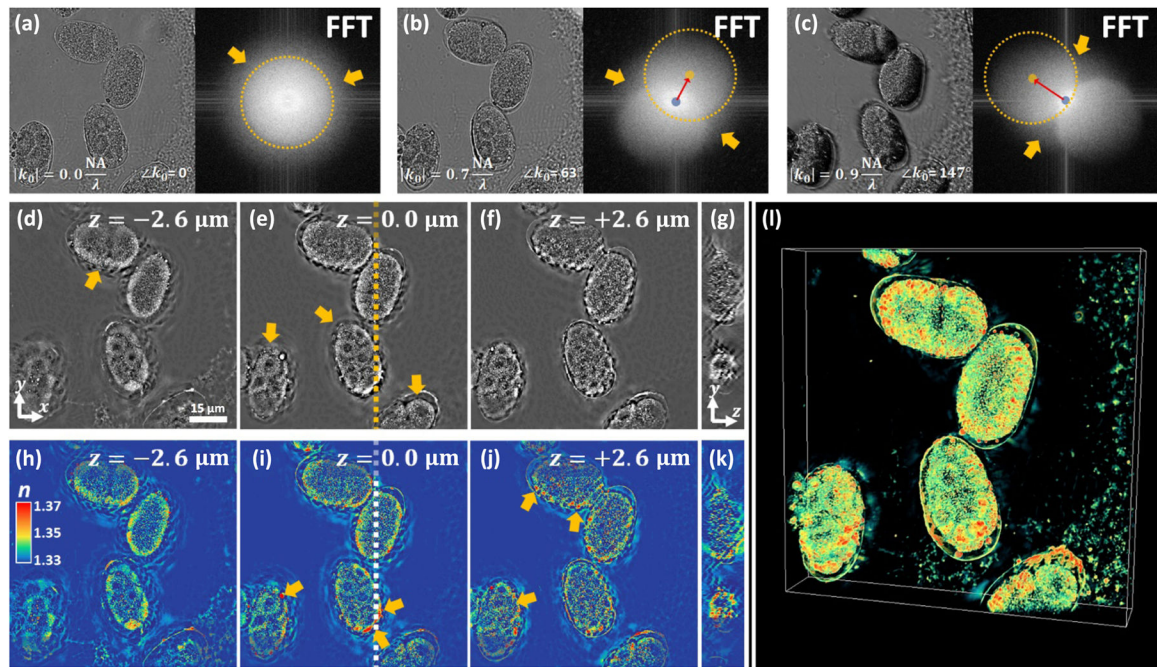 (a) FFT
|k₀| = 0.0 NA/λ ∠k₀= 0°
(b) FFT
|k₀| = 0.7 NA/λ ∠k₀= 63
(c) FFT
|k₀| = 0.9 NA/λ ∠k₀= 147°
(d) z = −2.6 μm
y
x
15 μm
(e) z = 0.0 μm
(f) z = +2.6 μm
(g)
y
z
(h) z = −2.6 μm
n
1.37
1.35
1.33
(i) z = 0.0 μm
(j) z = +2.6 μm
(k)
(l)